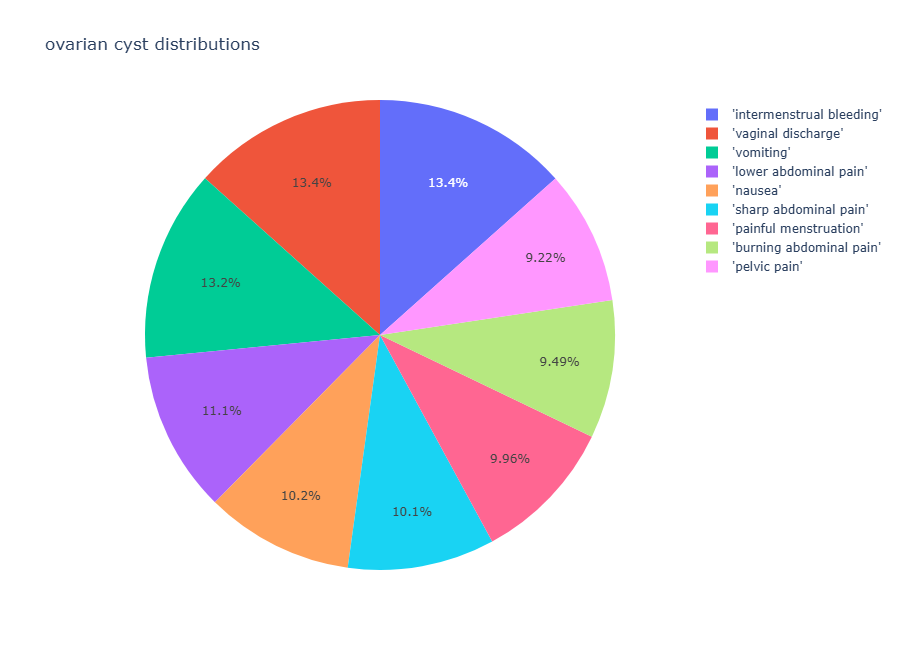 ovarian cyst distributions
'intermenstrual bleeding'
'vaginal discharge'
'vomiting'
'lower abdominal pain'
'nausea'
'sharp abdominal pain'
'painful menstruation'
'burning abdominal pain'
'pelvic pain'
13.4%
13.4%
9.22%
13.2%
9.49%
11.1%
9.96%
10.2%
10.1%